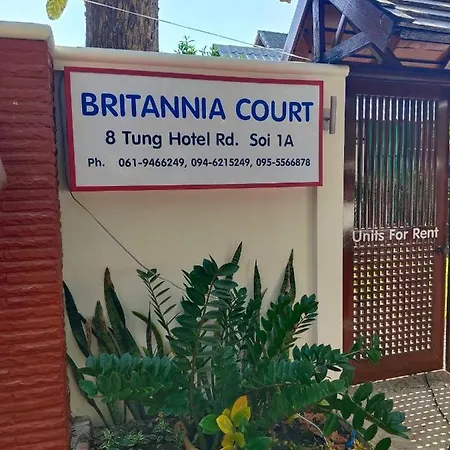 BRITANNIA COURT
8 Tung Hotel Rd. Soi 1A
Ph. 061-9466249, 094-6215249, 095-5566878
Units For Rent